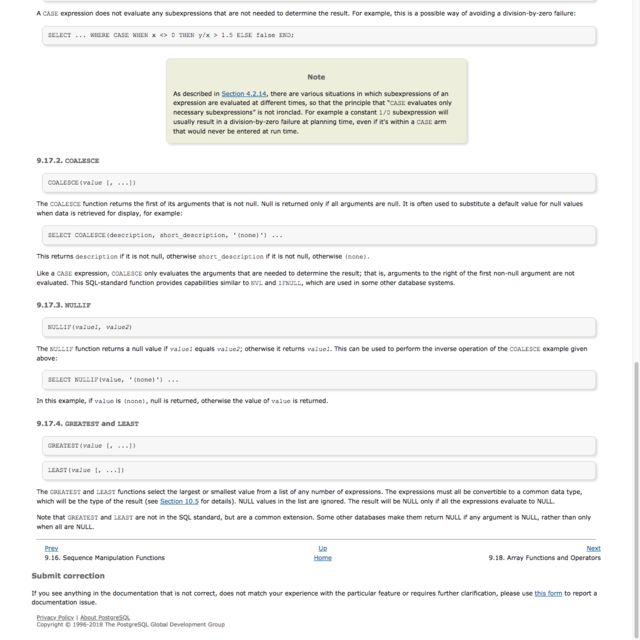 A CASE expression does not evaluate any subexpressions that are not needed to determine the result. For example, this is a possible way of avoiding a division-by-zero failure:
SELECT ... WHERE CASE WHEN x <> 0 THEN y/x > 1.5 ELSE false END;
Note
As described in Section 4.2.14, there are various situations in which subexpressions of an
expression are evaluated at different times, so that the principle that "CASE evaluates only
necessary subexpressions" is not ironclad. For example a constant 1/0 subexpression will
usually result in a division-by-zero failure at planning time, even if it's within a CASE arm
that would never be entered at run time.
9.17.2. COALESCE
COALESCE(value [, ...])
The COALESCE function returns the first of its arguments that is not null. Null is returned only if all arguments are null. It is often used to substitute a default value for null values
when data is retrieved for display, for example:
SELECT COALESCE(description, short_description, '(none)') ...
This returns description if it is not null, otherwise short_description if it is not null, otherwise (none).
Like a CASE expression, COALESCE only evaluates the arguments that are needed to determine the result; that is, arguments to the right of the first non-null argument are not
evaluated. This SQL-standard function provides capabilities similar to NVL and IFNULL, which are used in some other database systems.
9.17.3. NULLIF
NULLIF(value1, value2)
The NULLIF function returns a null value if value1 equals value2; otherwise it returns value1. This can be used to perform the inverse operation of the COALESCE example given
above:
SELECT NULLIF(value, '(none)') ...
In this example, if value is (none), null is returned, otherwise the value of value is returned.
9.17.4. GREATEST and LEAST
GREATEST(value [, ...])
LEAST(value [, ...])
The GREATEST and LEAST functions select the largest or smallest value from a list of any number of expressions. The expressions must all be convertible to a common data type,
which will be the type of the result (see Section 10.5 for details). NULL values in the list are ignored. The result will be NULL only if all the expressions evaluate to NULL.
Note that GREATEST and LEAST are not in the SQL standard, but are a common extension. Some other databases make them return NULL if any argument is NULL, rather than only
when all are NULL.
Prev Up Next
9.16. Sequence Manipulation Functions Home 9.18. Array Functions and Operators
Submit correction
If you see anything in the documentation that is not correct, does not match your experience with the particular feature or requires further clarification, please use this form to report a
documentation issue.
Privacy Policy | About PostgreSQL
Copyright © 1996-2018 The PostgreSQL Global Development Group